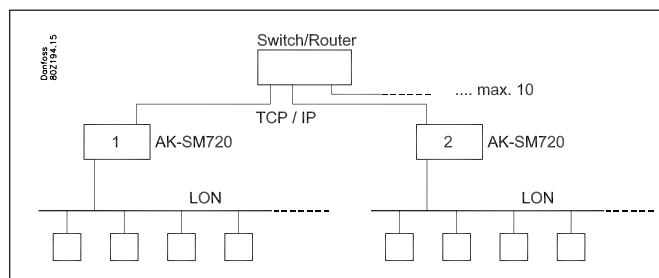 Danfoss
80Z194.15
Switch/Router
.... max. 10
TCP / IP
1
AK-SM720
2
AK-SM720
LON
LON